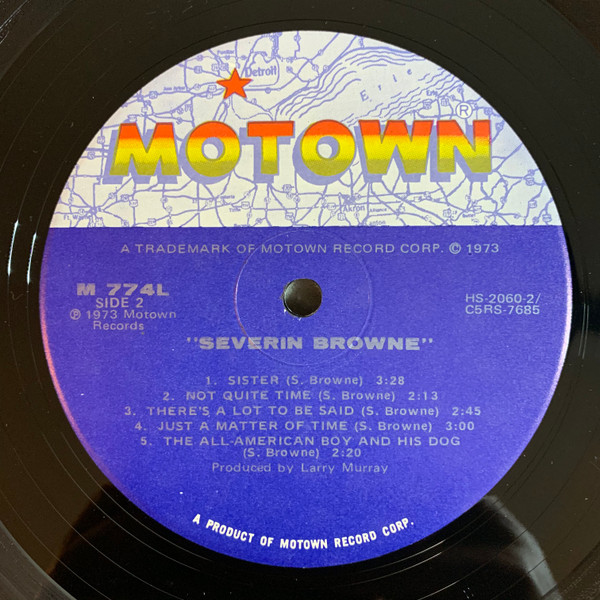 Detroit
Erie
MOTOWN®
Akron
A TRADEMARK OF MOTOWN RECORD CORP. © 1973
M 774L
SIDE 2
℗ 1973 Motown
Records
HS-2060-2/
C5RS-7685
"SEVERIN BROWNE"
1. SISTER (S. Browne) 3:28
2. NOT QUITE TIME (S. Browne) 2:13
3. THERE'S A LOT TO BE SAID (S. Browne) 2:45
4. JUST A MATTER OF TIME (S. Browne) 3:00
5. THE ALL-AMERICAN BOY AND HIS DOG
(S. Browne) 2:20
Produced by Larry Murray
A PRODUCT OF MOTOWN RECORD CORP.